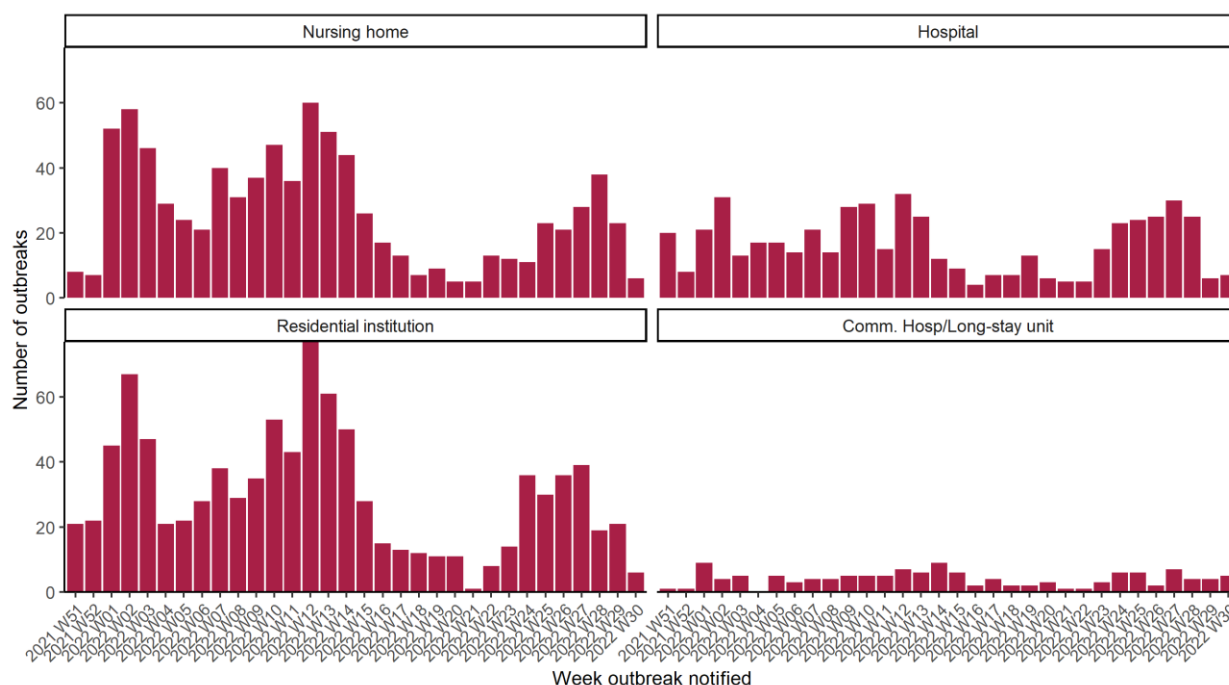 Nursing home
Hospital
60
40
20
0
Residential institution
Comm. Hosp/Long-stay unit
60
40
20
0
Number of outbreaks
2021 W51
2021 W52
2022 W01
2022 W02
2022 W03
2022 W04
2022 W05
2022 W06
2022 W07
2022 W08
2022 W09
2022 W10
2022 W11
2022 W12
2022 W13
2022 W14
2022 W15
2022 W16
2022 W17
2022 W18
2022 W19
2022 W20
2022 W21
2022 W22
2022 W23
2022 W24
2022 W25
2022 W26
2022 W27
2022 W28
2022 W29
2022 W30
2021 W51
2021 W52
2022 W01
2022 W02
2022 W03
2022 W04
2022 W05
2022 W06
2022 W07
2022 W08
2022 W09
2022 W10
2022 W11
2022 W12
2022 W13
2022 W14
2022 W15
2022 W16
2022 W17
2022 W18
2022 W19
2022 W20
2022 W21
2022 W22
2022 W23
2022 W24
2022 W25
2022 W26
2022 W27
2022 W28
2022 W29
2022 W30
Week outbreak notified